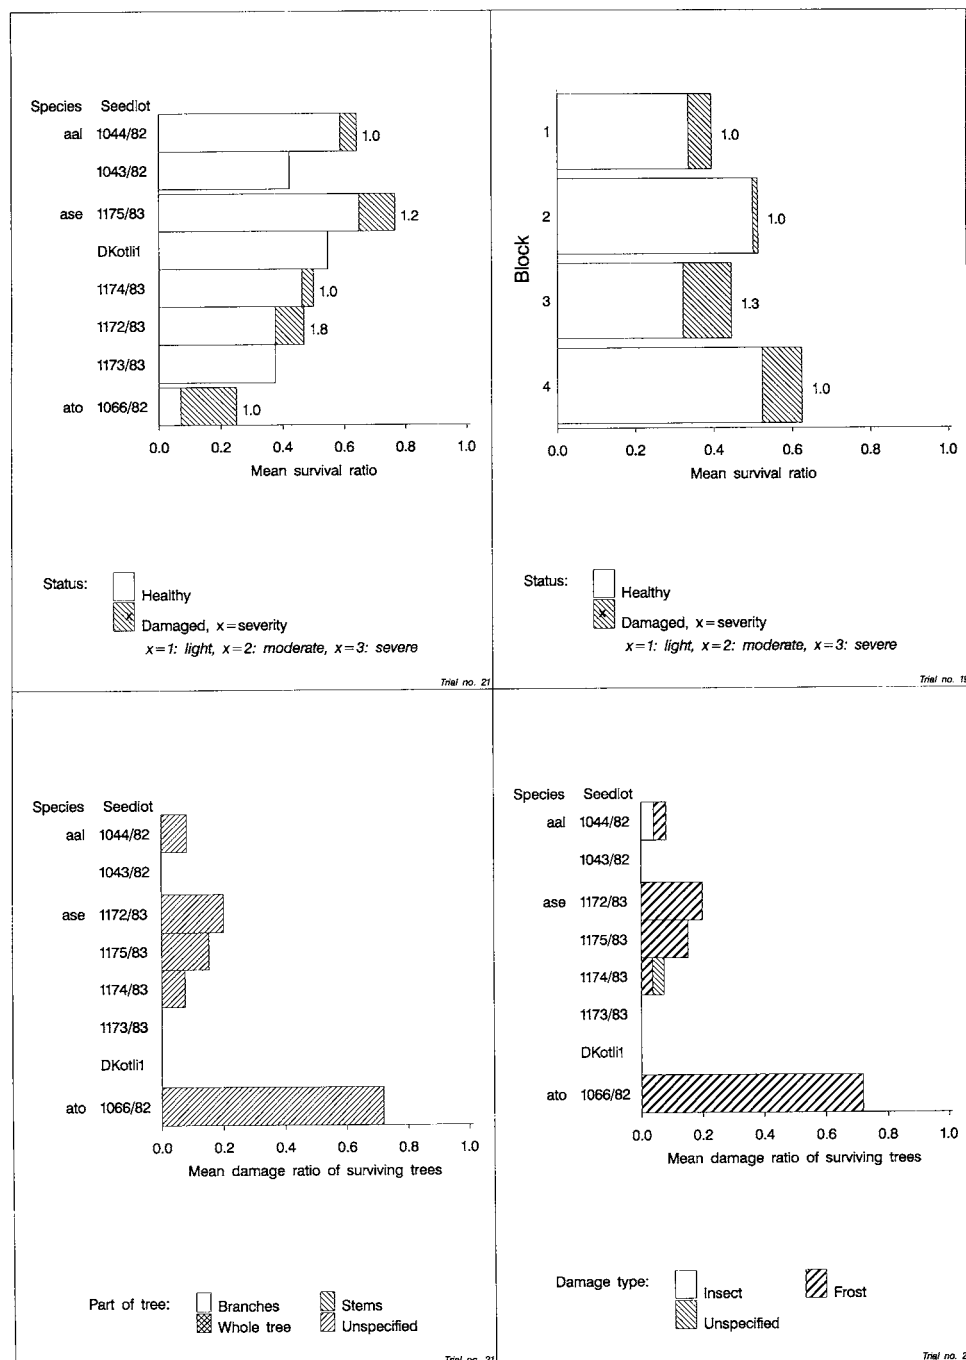 Species Seedlot
aal 1044/82 1.0
1043/82
ase 1175/83 1.2
DKotli1
1174/83 1.0
1172/83 1.8
1173/83
ato 1066/82 1.0
0.0 0.2 0.4 0.6 0.8 1.0
Mean survival ratio
Status: Healthy
x Damaged, x=severity
x=1: light, x=2: moderate, x=3: severe
Trial no. 21
Block
1 1.0
2 1.0
3 1.3
4 1.0
0.0 0.2 0.4 0.6 0.8 1.0
Mean survival ratio
Status: Healthy
x Damaged, x=severity
x=1: light, x=2: moderate, x=3: severe
Trial no.
Species Seedlot
aal 1044/82
1043/82
ase 1172/83
1175/83
1174/83
1173/83
DKotli1
ato 1066/82
0.0 0.2 0.4 0.6 0.8 1.0
Mean damage ratio of surviving trees
Part of tree: Branches Stems
Whole tree Unspecified
Trial no. 21
Species Seedlot
aal 1044/82
1043/82
ase 1172/83
1175/83
1174/83
1173/83
DKotli1
ato 1066/82
0.0 0.2 0.4 0.6 0.8 1.0
Mean damage ratio of surviving trees
Damage type: Insect Frost
Unspecified
Trial no.